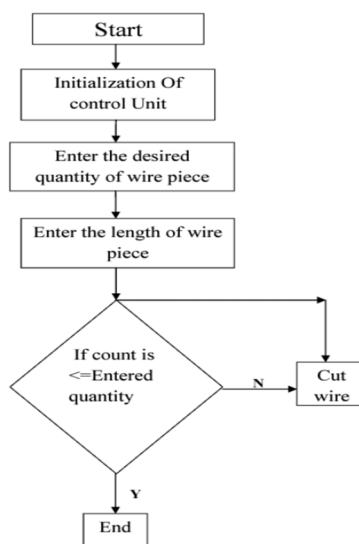 Start
Initialization Of
control Unit
Enter the desired
quantity of wire piece
Enter the length of wire
piece
If count is
<=Entered
quantity
N
Cut
wire
Y
End